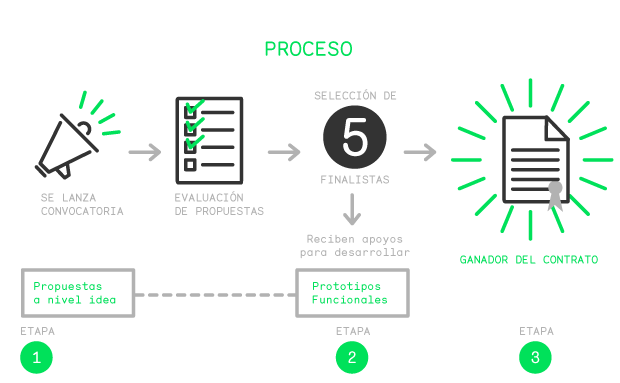 PROCESO
SE LANZA
CONVOCATORIA
EVALUACIÓN
DE PROPUESTAS
SELECCIÓN DE
5
FINALISTAS
Reciben apoyos
para desarrollar
GANADOR DEL CONTRATO
Propuestas
a nivel idea
Prototipos
Funcionales
ETAPA
1
ETAPA
2
ETAPA
3